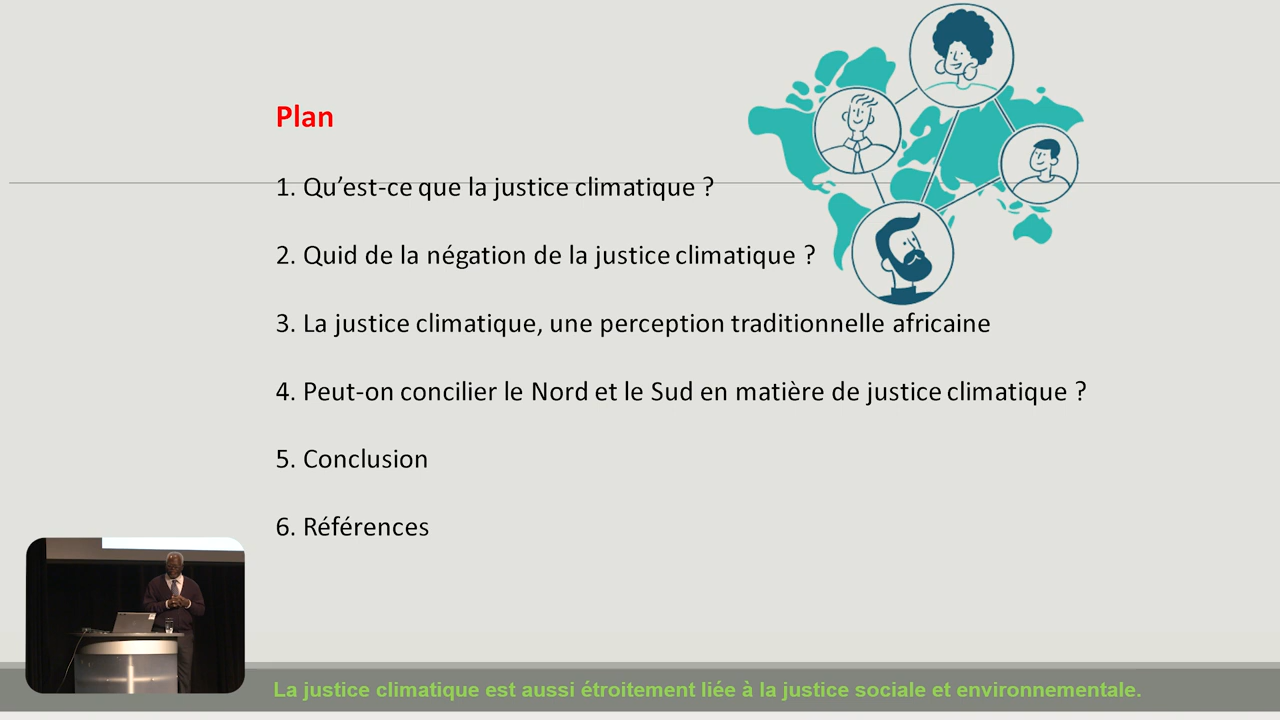 Plan
1. Qu’est-ce que la justice climatique ?
2. Quid de la négation de la justice climatique ?
3. La justice climatique, une perception traditionnelle africaine
4. Peut-on concilier le Nord et le Sud en matière de justice climatique ?
5. Conclusion
6. Références
La justice climatique est aussi étroitement liée à la justice sociale et environnementale.